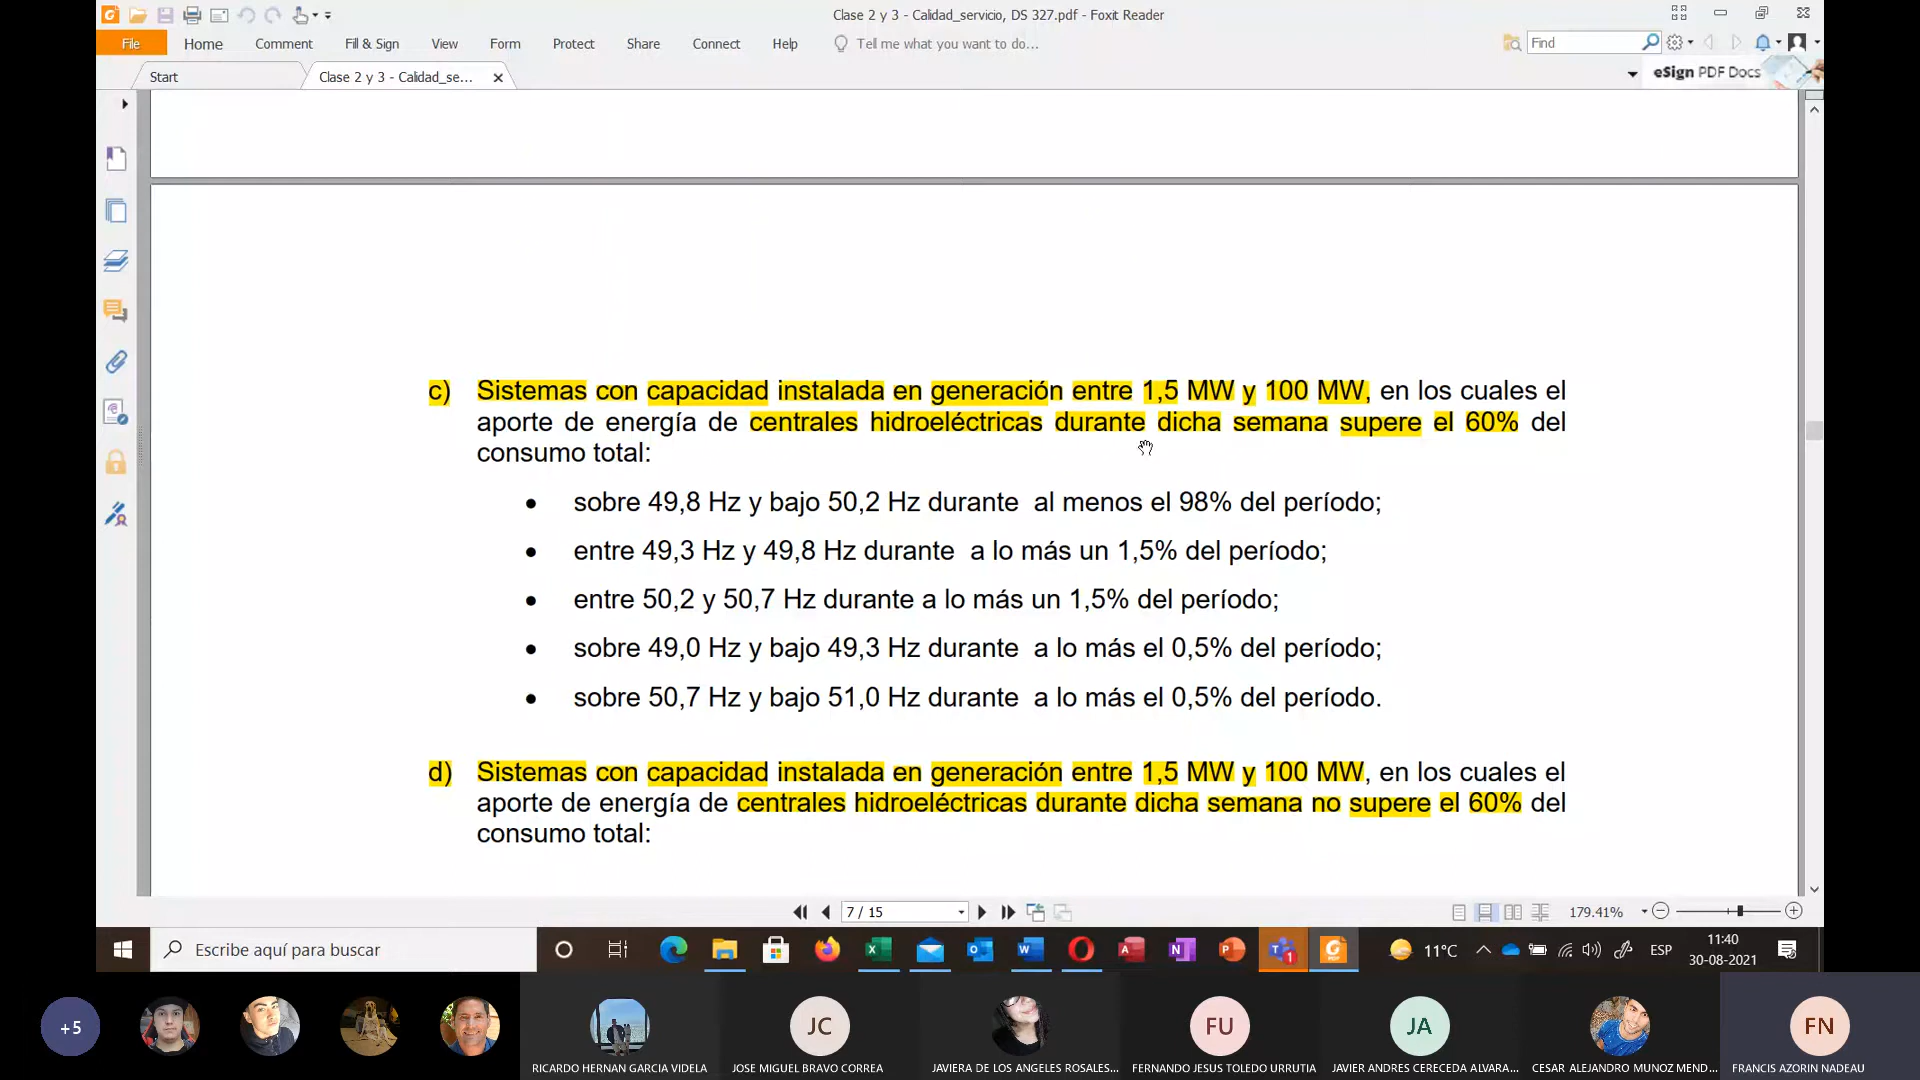 Clase 2 y 3 - Calidad_servicio, DS 327.pdf - Foxit Reader
File Home Comment Fill & Sign View Form Protect Share Connect Help Tell me what you want to do... Find
Start Clase 2 y 3 - Calidad_se... eSign PDF Docs
c) Sistemas con capacidad instalada en generación entre 1,5 MW y 100 MW, en los cuales el
aporte de energía de centrales hidroeléctricas durante dicha semana supere el 60% del
consumo total:
• sobre 49,8 Hz y bajo 50,2 Hz durante al menos el 98% del período;
• entre 49,3 Hz y 49,8 Hz durante a lo más un 1,5% del período;
• entre 50,2 y 50,7 Hz durante a lo más un 1,5% del período;
• sobre 49,0 Hz y bajo 49,3 Hz durante a lo más el 0,5% del período;
• sobre 50,7 Hz y bajo 51,0 Hz durante a lo más el 0,5% del período.
d) Sistemas con capacidad instalada en generación entre 1,5 MW y 100 MW, en los cuales el
aporte de energía de centrales hidroeléctricas durante dicha semana no supere el 60% del
consumo total:
7 / 15 179.41%
Escribe aquí para buscar 11°C ESP 11:40
30-08-2021
+5 JC FU JA FN
RICARDO HERNAN GARCIA VIDELA JOSE MIGUEL BRAVO CORREA JAVIERA DE LOS ANGELES ROSALES... FERNANDO JESUS TOLEDO URRUTIA JAVIER ANDRES CERECEDA ALVARA... CESAR ALEJANDRO MUNOZ MEND... FRANCIS AZORIN NADEAU